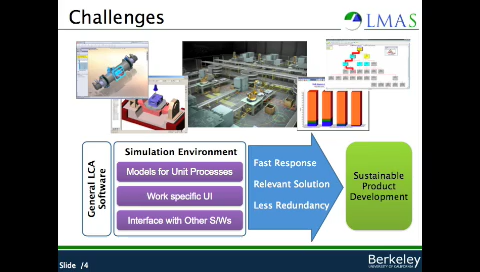 Challenges
LMAS
General LCA
Software
Simulation Environment
Models for Unit Processes
Work specific UI
Interface with Other S/Ws
Fast Response
Relevant Solution
Less Redundancy
Sustainable
Product
Development
Slide /4
Berkeley
UNIVERSITY OF CALIFORNIA